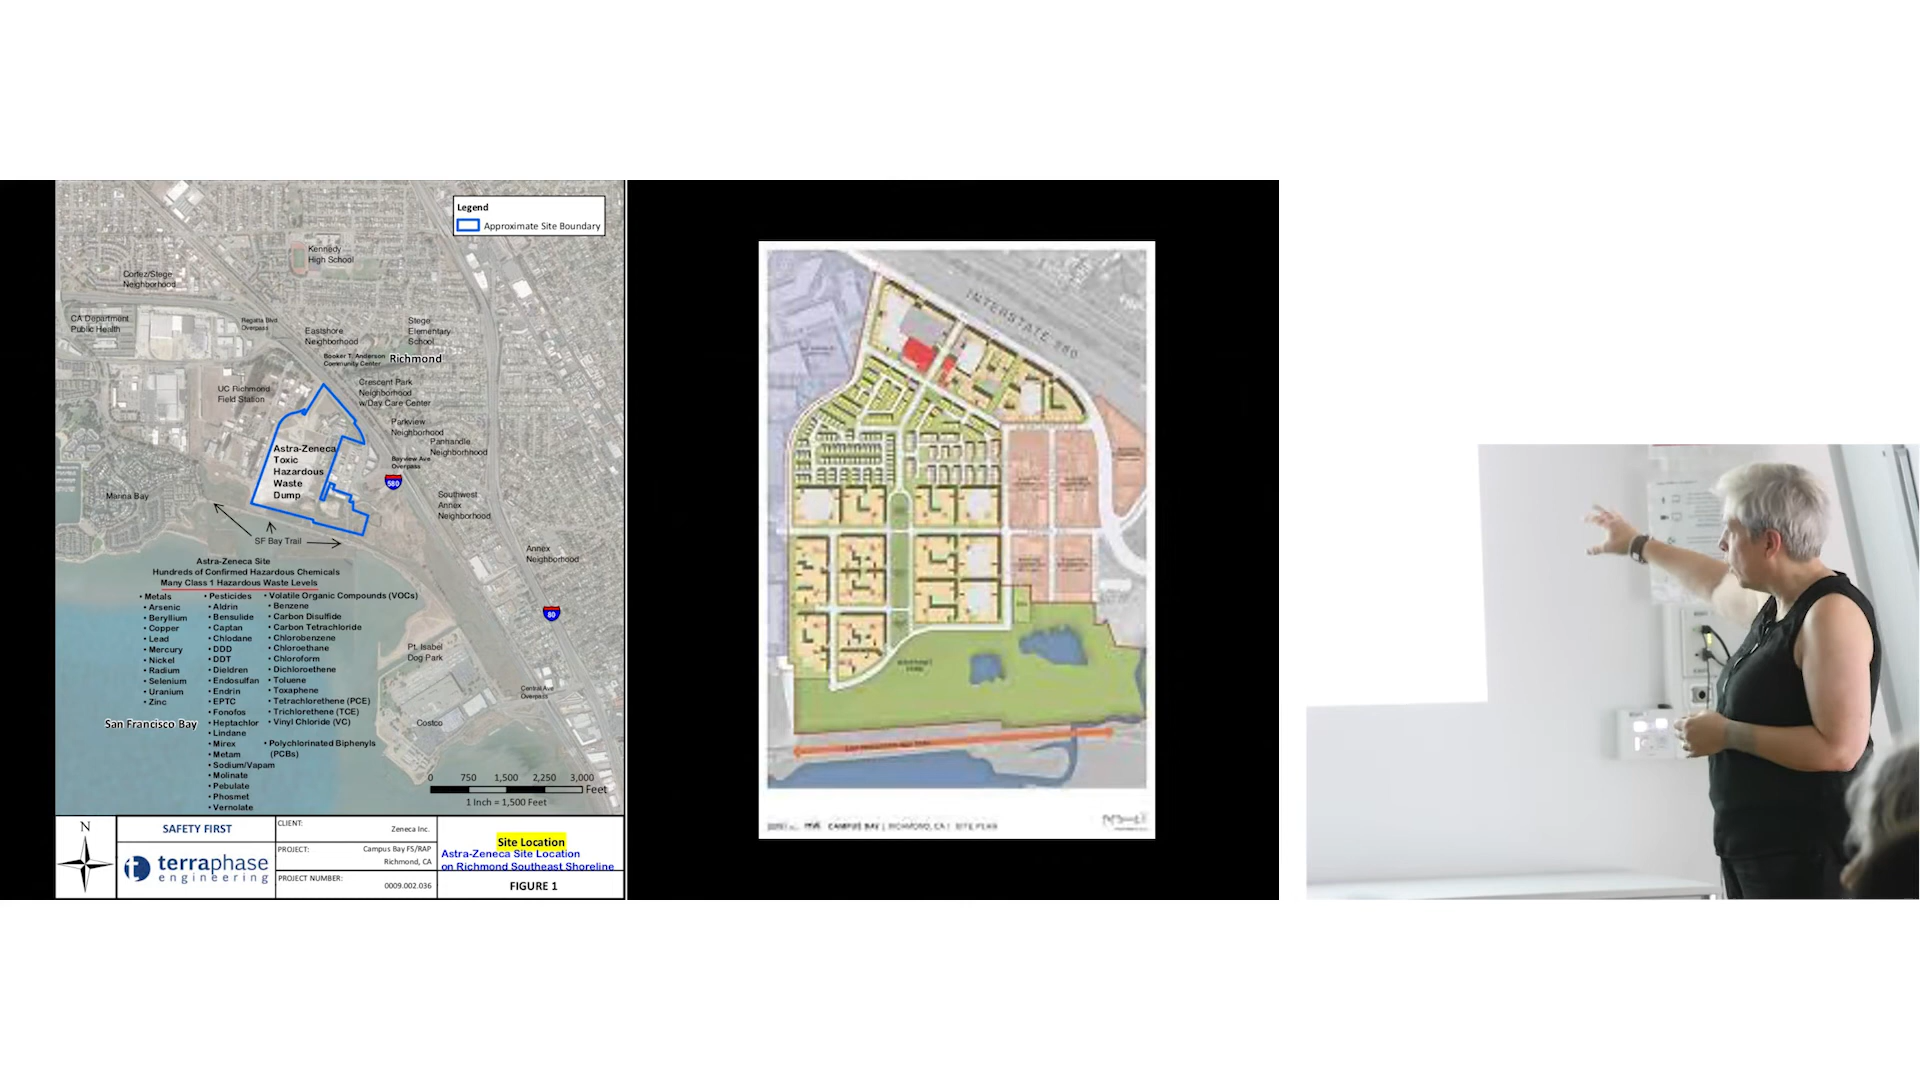 Legend
Approximate Site Boundary
Kennedy
High School
Cortez/Stege
Neighborhood
CA Department
Public Health
Regatta Blvd
Overpass
Eastshore
Neighborhood
Stege
Elementary
School
Booker T. Anderson
Community Center
Richmond
UC Richmond
Field Station
Crescent Park
Neighborhood
w/Day Care Center
Parkview
Neighborhood
Panhandle
Neighborhhood
Bayview Ave
Overpass
580
Astra-Zeneca
Toxic
Hazardous
Waste
Dump
Marina Bay
Southwest
Annex
Neighborhood
SF Bay Trail
Annex
Neighborhood
80
Astra-Zeneca Site
Hundreds of Confirmed Hazardous Chemicals
Many Class 1 Hazardous Waste Levels
• Metals
• Arsenic
• Beryllium
• Copper
• Lead
• Mercury
• Nickel
• Radium
• Selenium
• Uranium
• Zinc
• Pesticides
• Aldrin
• Bensulide
• Captan
• Chlodane
• DDD
• DDT
• Dieldren
• Endosulfan
• Endrin
• EPTC
• Fonofos
• Heptachlor
• Lindane
• Mirex
• Metam
• Sodium/Vapam
• Molinate
• Pebulate
• Phosmet
• Vernolate
• Volatile Organic Compounds (VOCs)
• Benzene
• Carbon Disulfide
• Carbon Tetrachloride
• Chlorobenzene
• Chloroethane
• Chloroform
• Dichloroethene
• Toluene
• Toxaphene
• Tetrachlorethene (PCE)
• Trichlorethene (TCE)
• Vinyl Chloride (VC)
• Polychlorinated Biphenyls
(PCBs)
San Francisco Bay
Pt. Isabel
Dog Park
Central Ave
Overpass
Costco
0 750 1,500 2,250 3,000
Feet
1 Inch = 1,500 Feet
N
SAFETY FIRST
terraphase
engineering
CLIENT:
Zeneca Inc.
PROJECT:
Campus Bay FS/RAP
Richmond, CA
PROJECT NUMBER:
0009.002.036
Site Location
Astra-Zeneca Site Location
on Richmond Southeast Shoreline
FIGURE 1
INTERSTATE 580
CAMPUS BAY | RICHMOND, CA | SITE PLAN